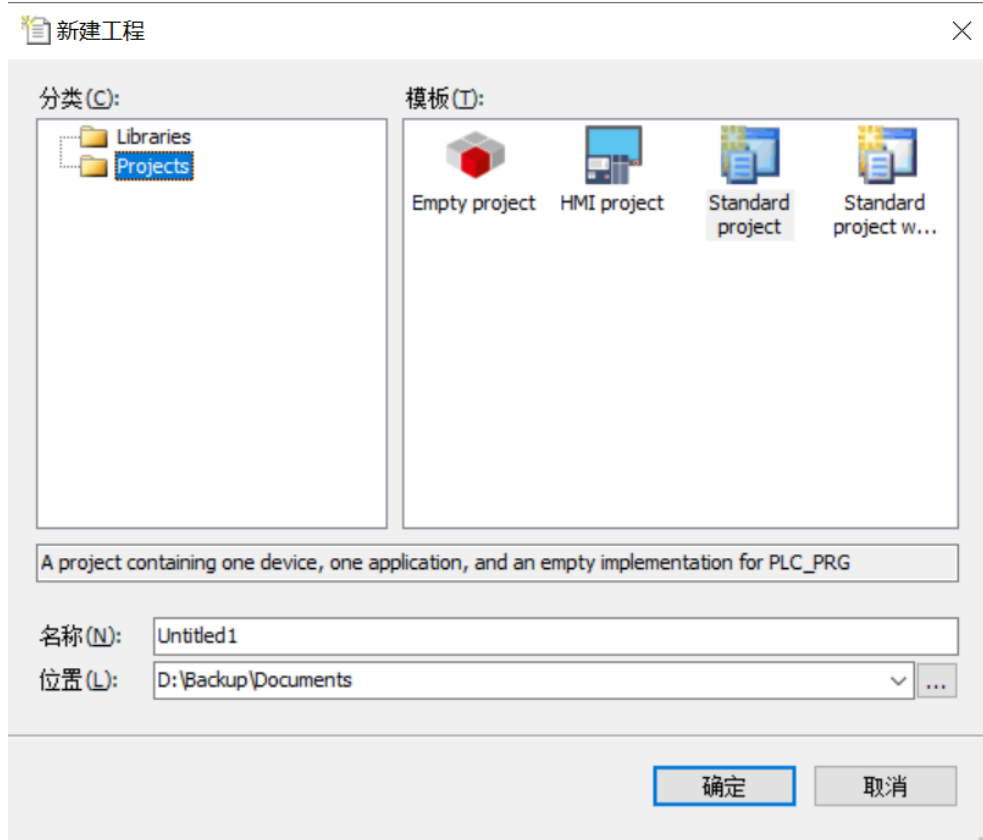 新建工程
分类(C):
模板(T):
Libraries
Projects
Empty project
HMI project
Standard
project
Standard
project w...
A project containing one device, one application, and an empty implementation for PLC_PRG
名称(N):
Untitled1
位置(L):
D:\Backup\Documents
...
确定
取消